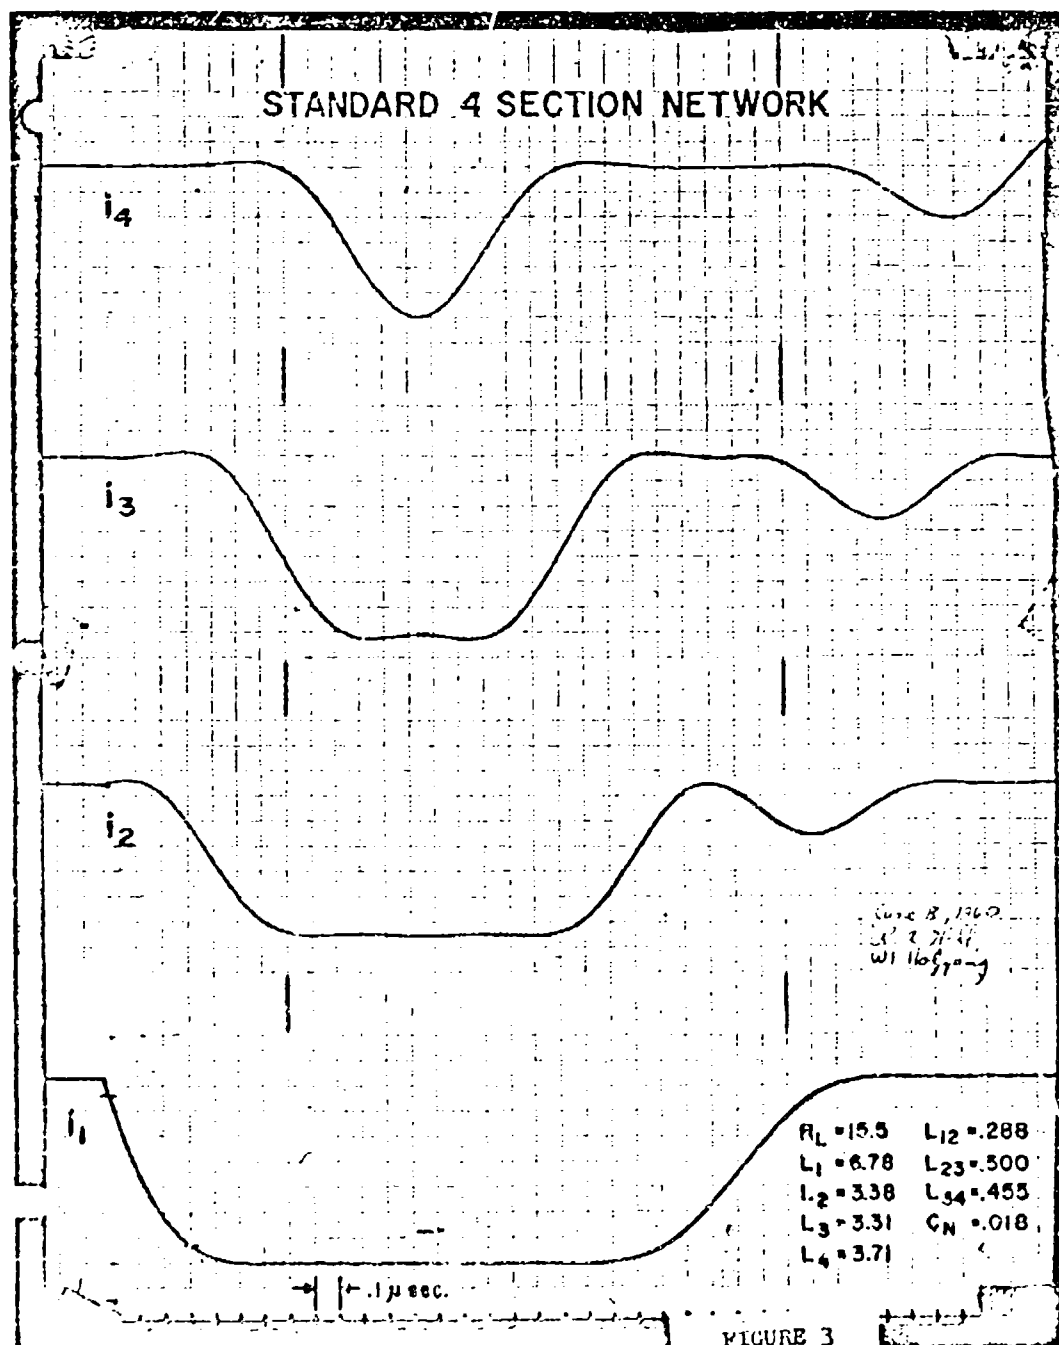 STANDARD 4 SECTION NETWORK
i4
i3
i2
i1
RL = 15.5 L12 = .288
L1 = 6.78 L23 = .500
L2 = 3.38 L34 = .455
L3 = 3.31 CN = .018
L4 = 3.71
.1 μ sec.
FIGURE 3